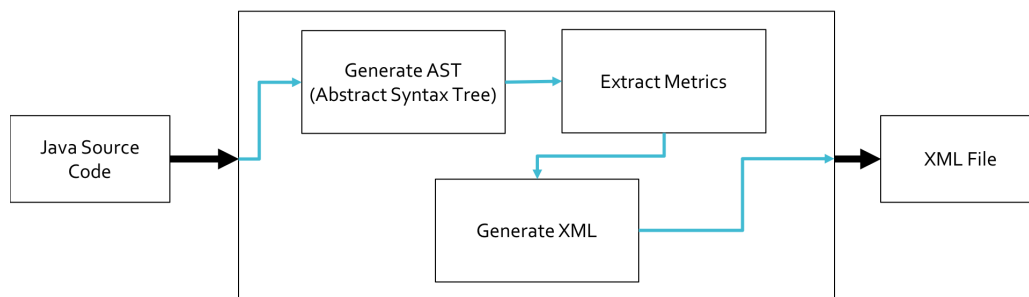 Java Source
Code
Generate AST
(Abstract Syntax Tree)
Extract Metrics
Generate XML
XML File